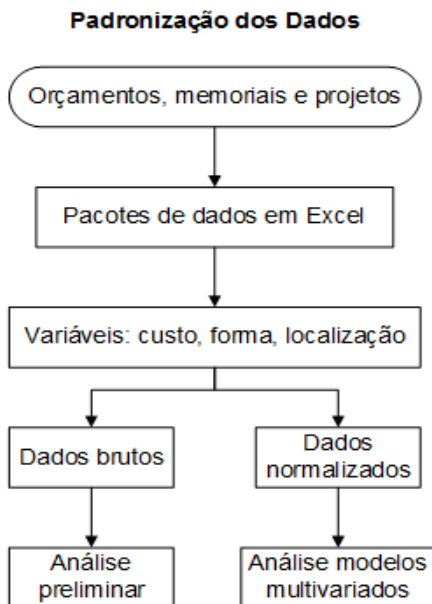 Padronização dos Dados
Orçamentos, memoriais e projetos
Pacotes de dados em Excel
Variáveis: custo, forma, localização
Dados brutos
Dados
normalizados
Análise
preliminar
Análise modelos
multivariados